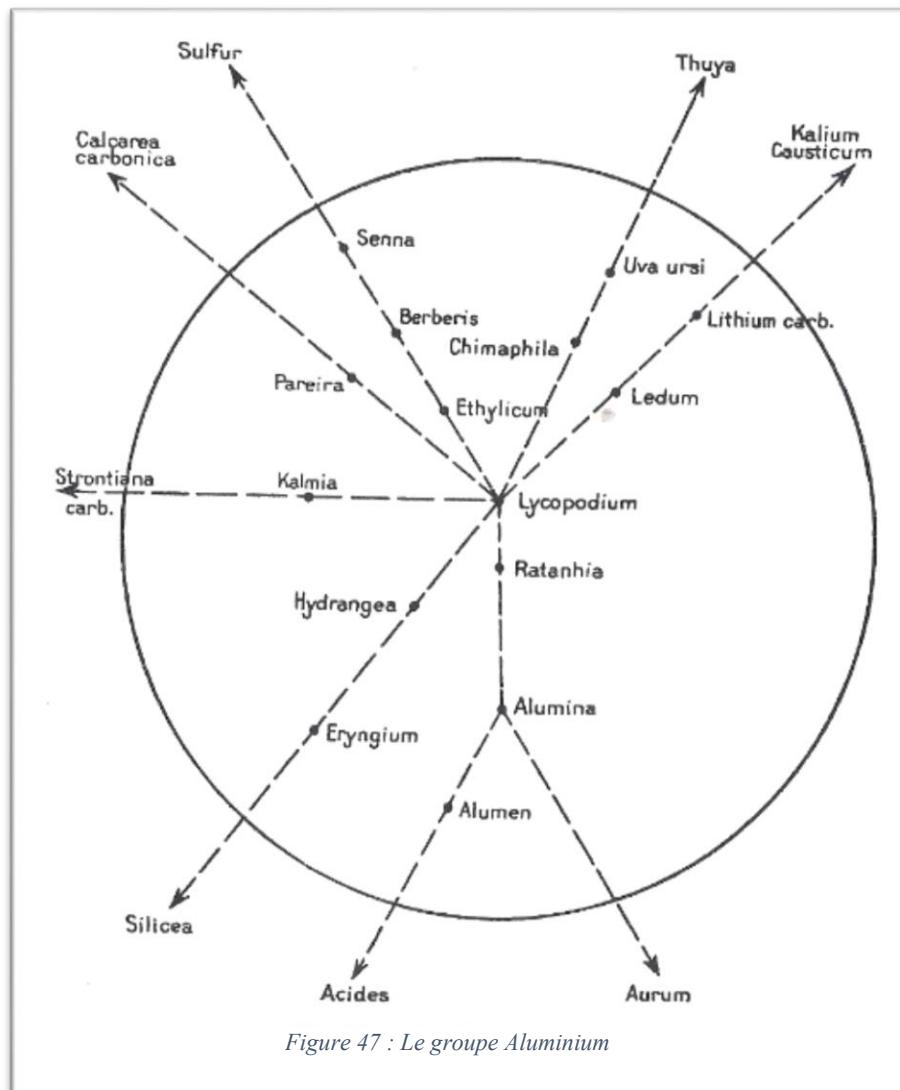 Sulfur
Thuya
Calcarea
carbonica
Kalium
Causticum
Senna
Uva ursi
Berberis
Lithium carb.
Chimaphila
Pareira
Ledum
Ethylicum
Strontiana
carb.
Kalmia
Lycopodium
Ratanhia
Hydrangea
Alumina
Eryngium
Alumen
Silicea
Acides
Aurum
Figure 47 : Le groupe Aluminium